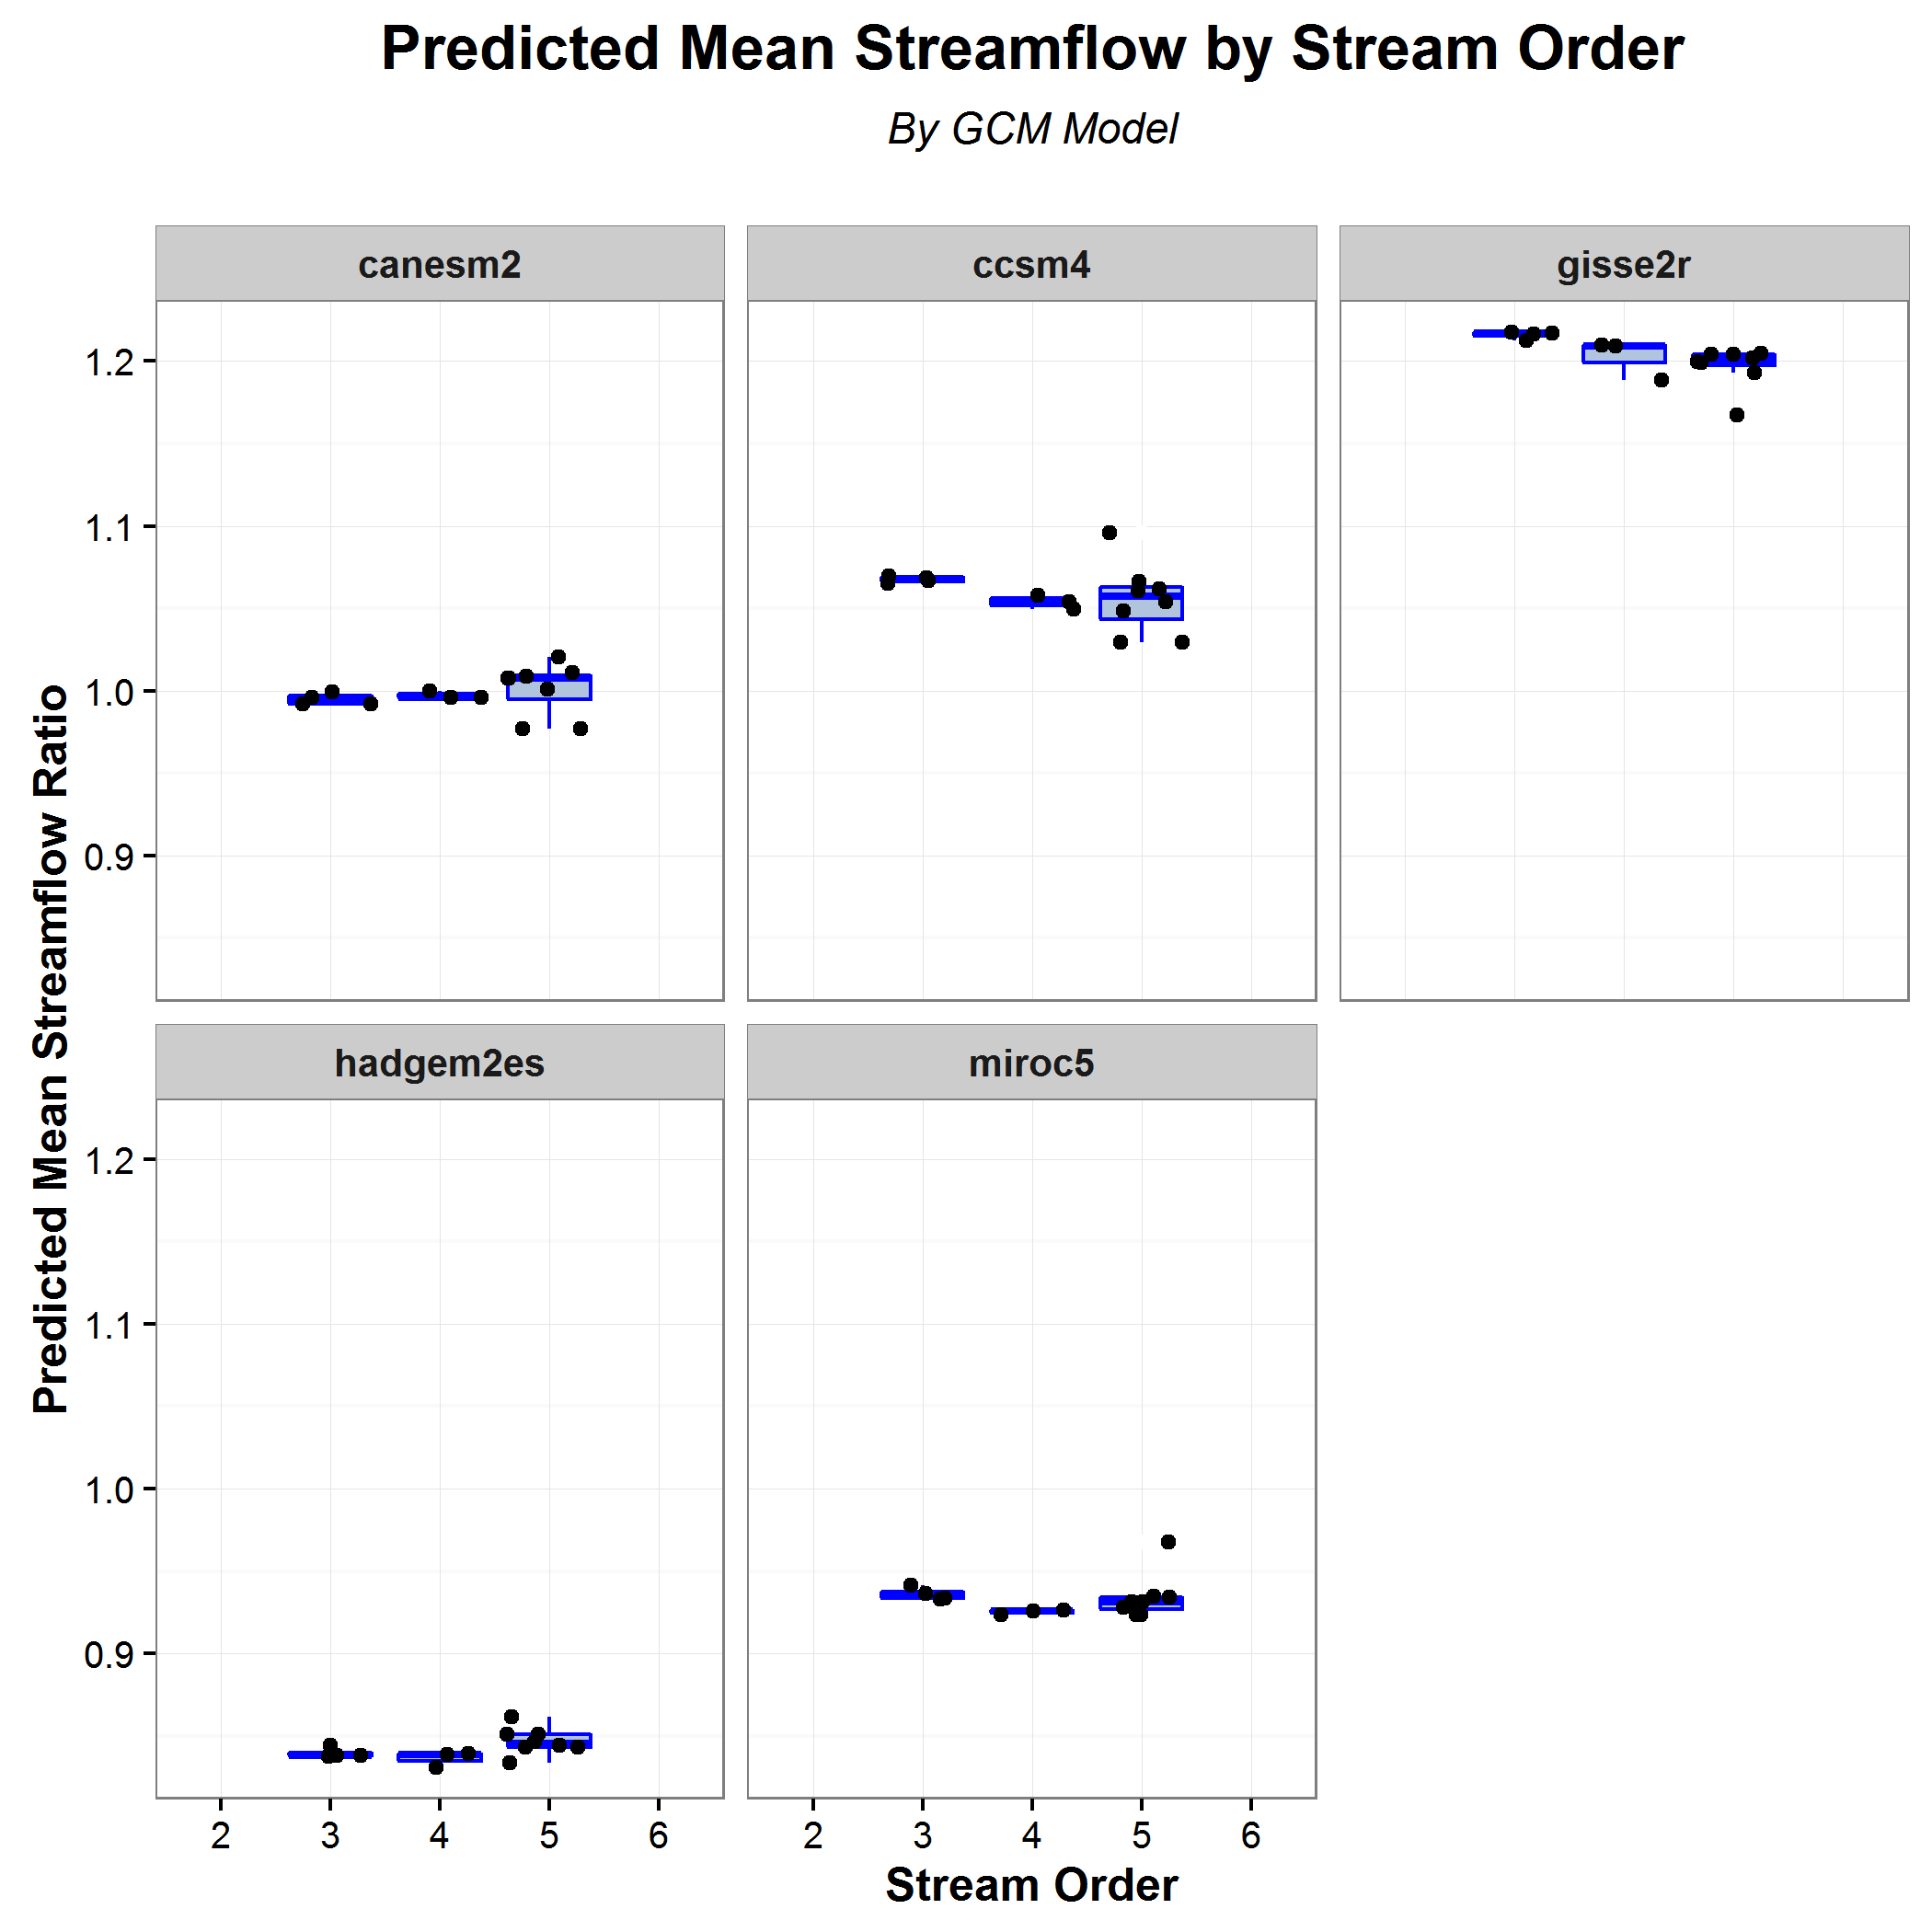 Predicted Mean Streamflow by Stream Order
By GCM Model
canesm2
ccsm4
gisse2r
1.2
1.1
1.0
0.9
Predicted Mean Streamflow Ratio
hadgem2es
miroc5
1.2
1.1
1.0
0.9
2 3 4 5 6
2 3 4 5 6
Stream Order